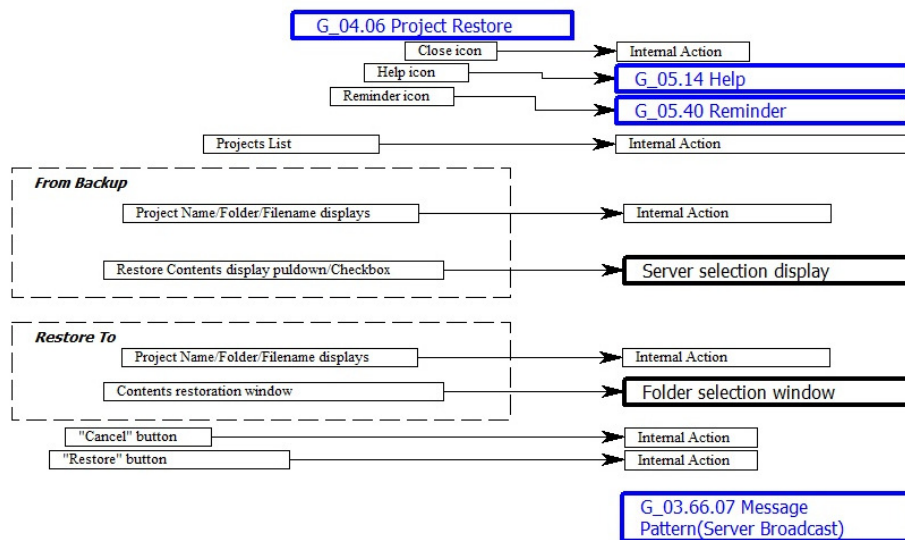 G_04.06 Project Restore
Close icon
Internal Action
Help icon
G_05.14 Help
Reminder icon
G_05.40 Reminder
Projects List
Internal Action
From Backup
Project Name/Folder/Filename displays
Internal Action
Restore Contents display puldown/Checkbox
Server selection display
Restore To
Project Name/Folder/Filename displays
Internal Action
Contents restoration window
Folder selection window
"Cancel" button
Internal Action
"Restore" button
Internal Action
G_03.66.07 Message
Pattern(Server Broadcast)